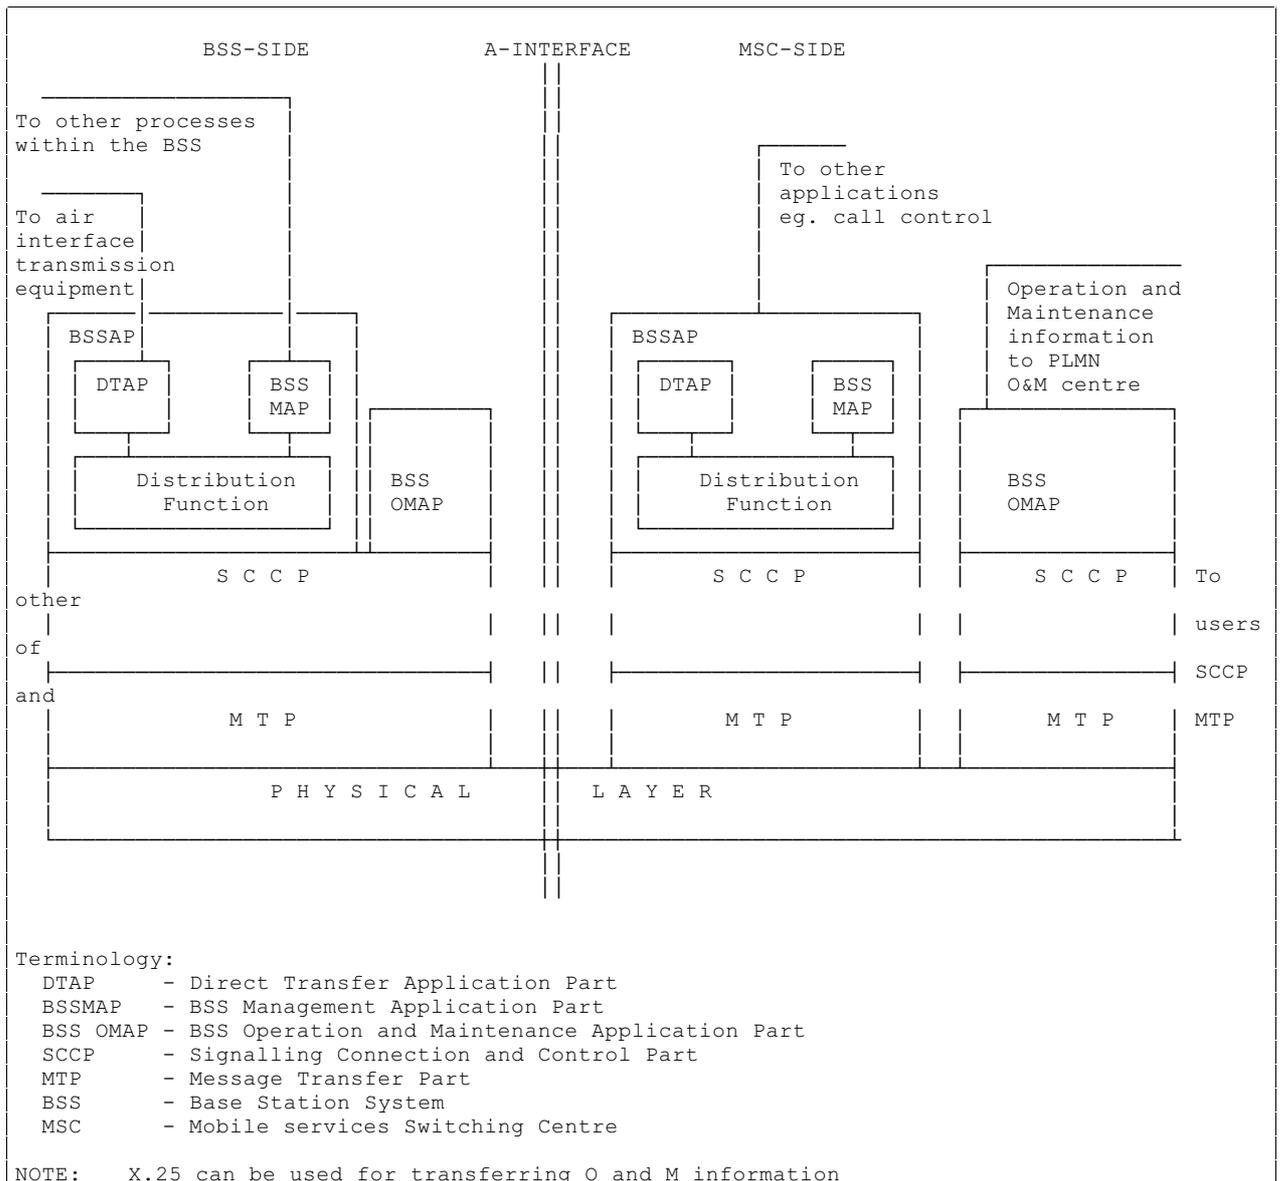 BSS-SIDE A-INTERFACE MSC-SIDE
To other processes
within the BSS
To other
applications
eg. call control
To air
interface
transmission
equipment
Operation and
Maintenance
information
to PLMN
O&M centre
BSSAP BSSAP
DTAP BSS DTAP BSS
MAP MAP
Distribution BSS Distribution BSS
Function OMAP Function OMAP
S C C P S C C P S C C P To
other
users
of
SCCP
and
M T P M T P M T P MTP
P H Y S I C A L L A Y E R
Terminology:
DTAP - Direct Transfer Application Part
BSSMAP - BSS Management Application Part
BSS OMAP - BSS Operation and Maintenance Application Part
SCCP - Signalling Connection and Control Part
MTP - Message Transfer Part
BSS - Base Station System
MSC - Mobile services Switching Centre
NOTE: X.25 can be used for transferring O and M information